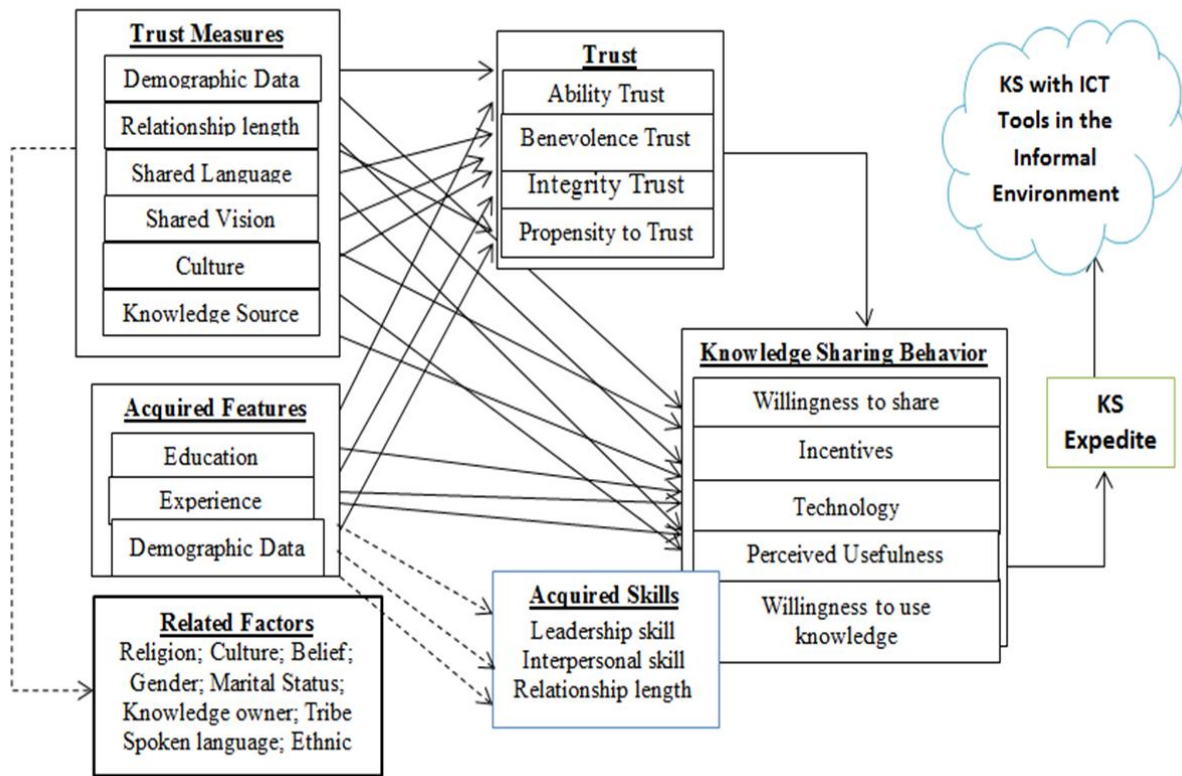 Trust Measures
Demographic Data
Relationship length
Shared Language
Shared Vision
Culture
Knowledge Source
Trust
Ability Trust
Benevolence Trust
Integrity Trust
Propensity to Trust
KS with ICT
Tools in the
Informal
Environment
Acquired Features
Education
Experience
Demographic Data
Knowledge Sharing Behavior
Willingness to share
Incentives
Technology
Perceived Usefulness
Willingness to use
knowledge
KS
Expedite
Related Factors
Religion; Culture; Belief;
Gender; Marital Status;
Knowledge owner; Tribe
Spoken language; Ethnic
Acquired Skills
Leadership skill
Interpersonal skill
Relationship length